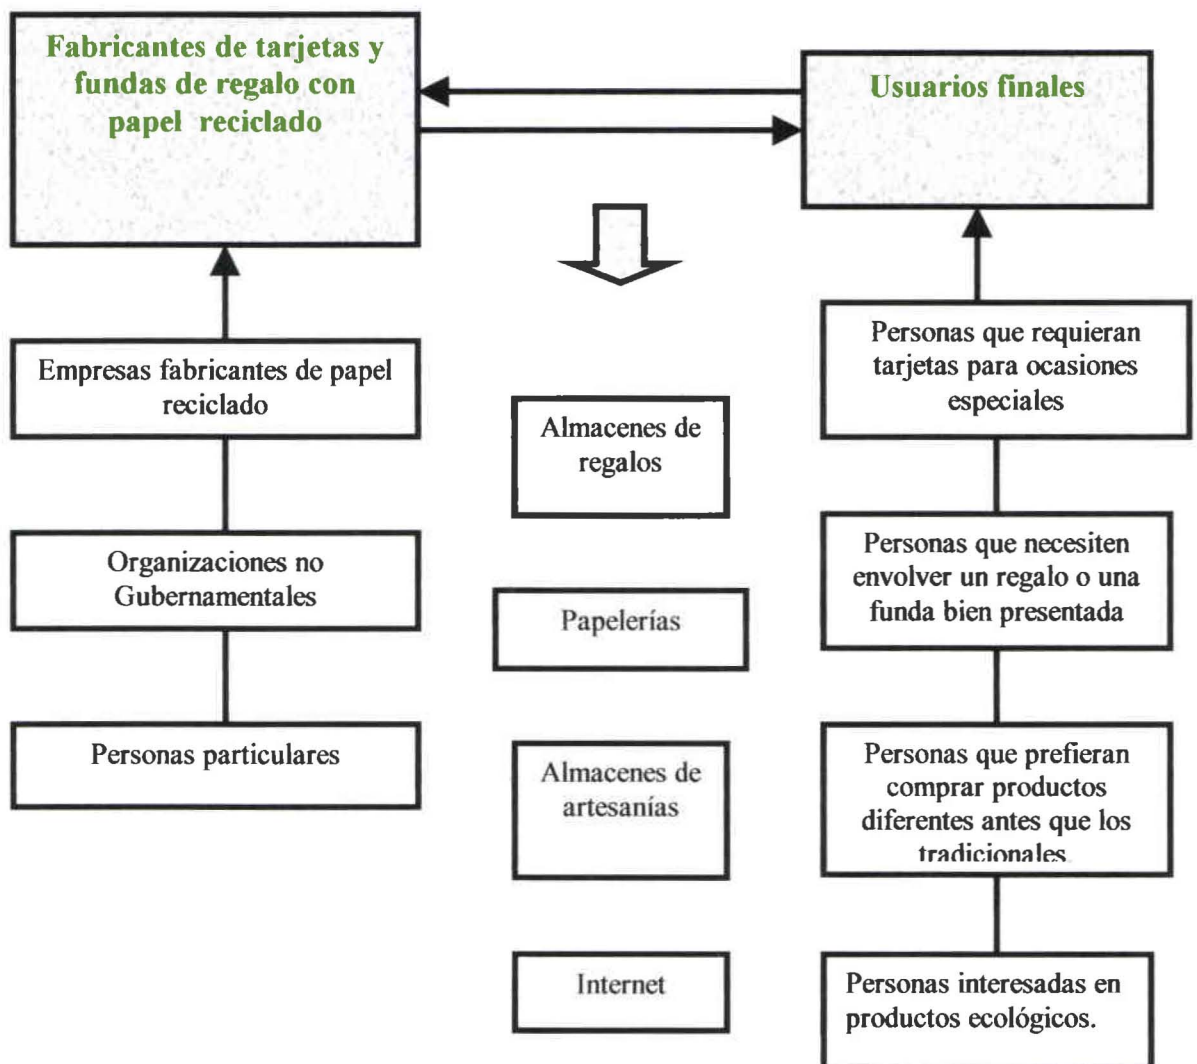 Fabricantes de tarjetas y
fundas de regalo con
papel reciclado
Usuarios finales
Empresas fabricantes de papel
reciclado
Organizaciones no
Gubernamentales
Personas particulares
Almacenes de
regalos
Papelerías
Almacenes de
artesanías
Internet
Personas que requieran
tarjetas para ocasiones
especiales
Personas que necesiten
envolver un regalo o una
funda bien presentada
Personas que prefieran
comprar productos
diferentes antes que los
tradicionales.
Personas interesadas en
productos ecológicos.